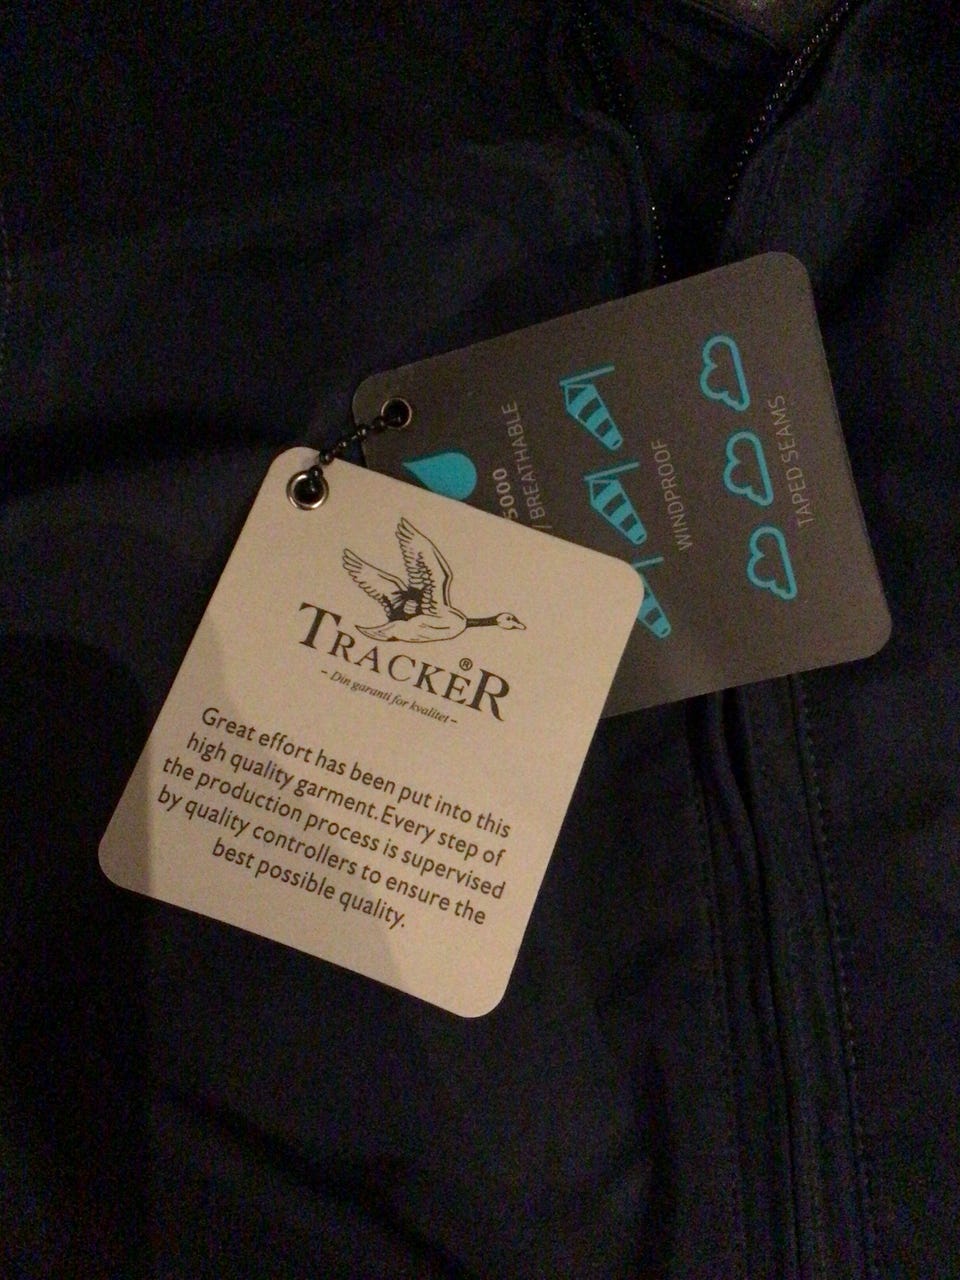 TRACKER®
- Din garanti for kvalitet -
Great effort has been put into this
high quality garment. Every step of
the production process is supervised
by quality controllers to ensure the
best possible quality.
5000
/BREATHABLE
WINDPROOF
TAPED SEAMS